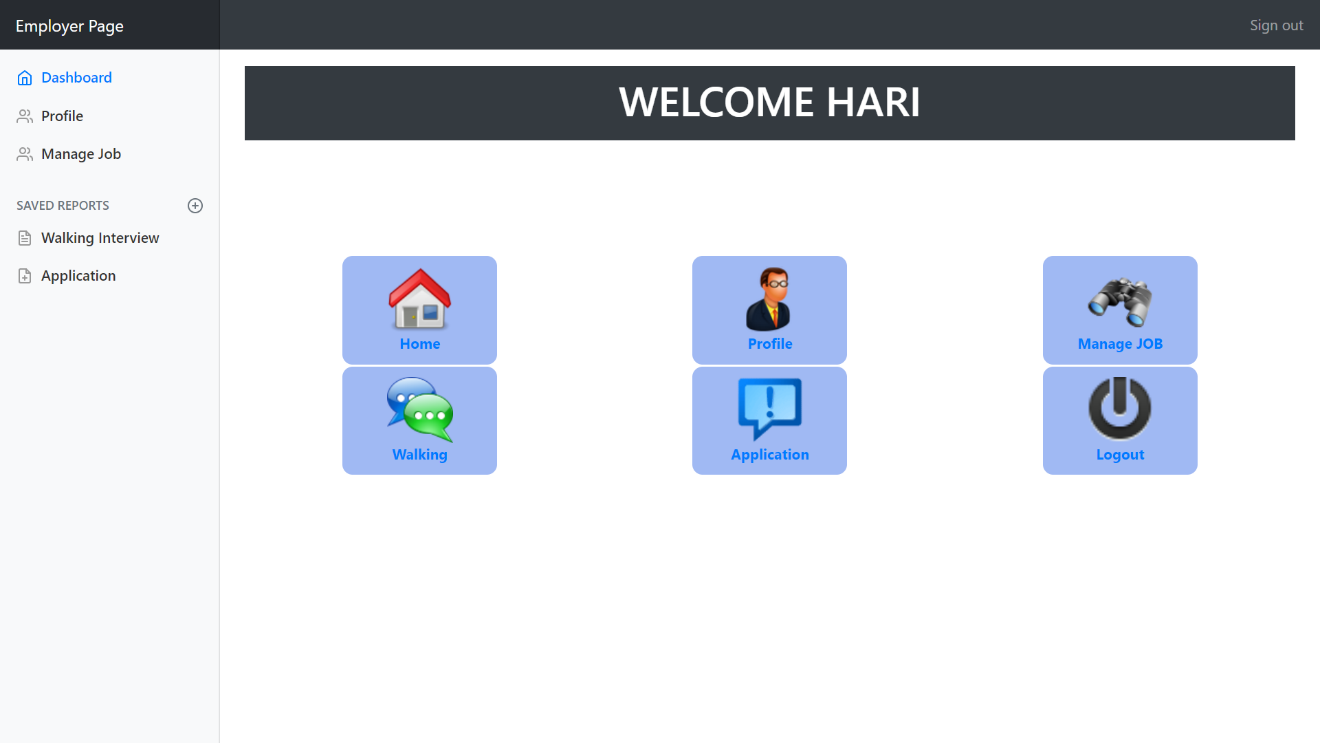 Employer Page
Sign out
Dashboard
Profile
Manage Job
SAVED REPORTS
Walking Interview
Application
WELCOME HARI
Home
Profile
Manage JOB
Walking
Application
Logout